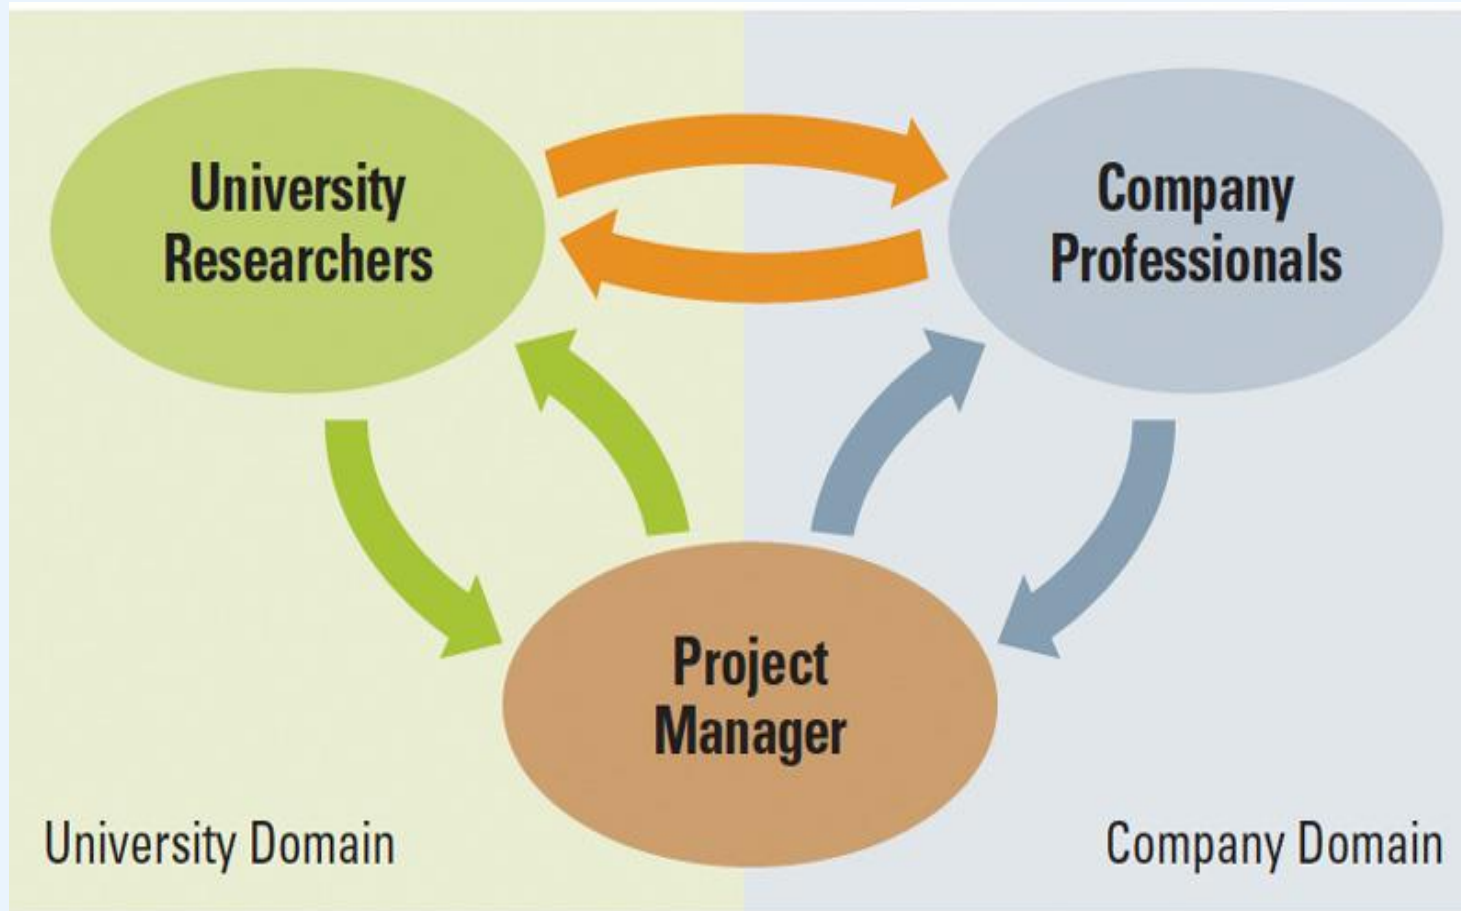 University
Researchers
Company
Professionals
Project
Manager
University Domain
Company Domain